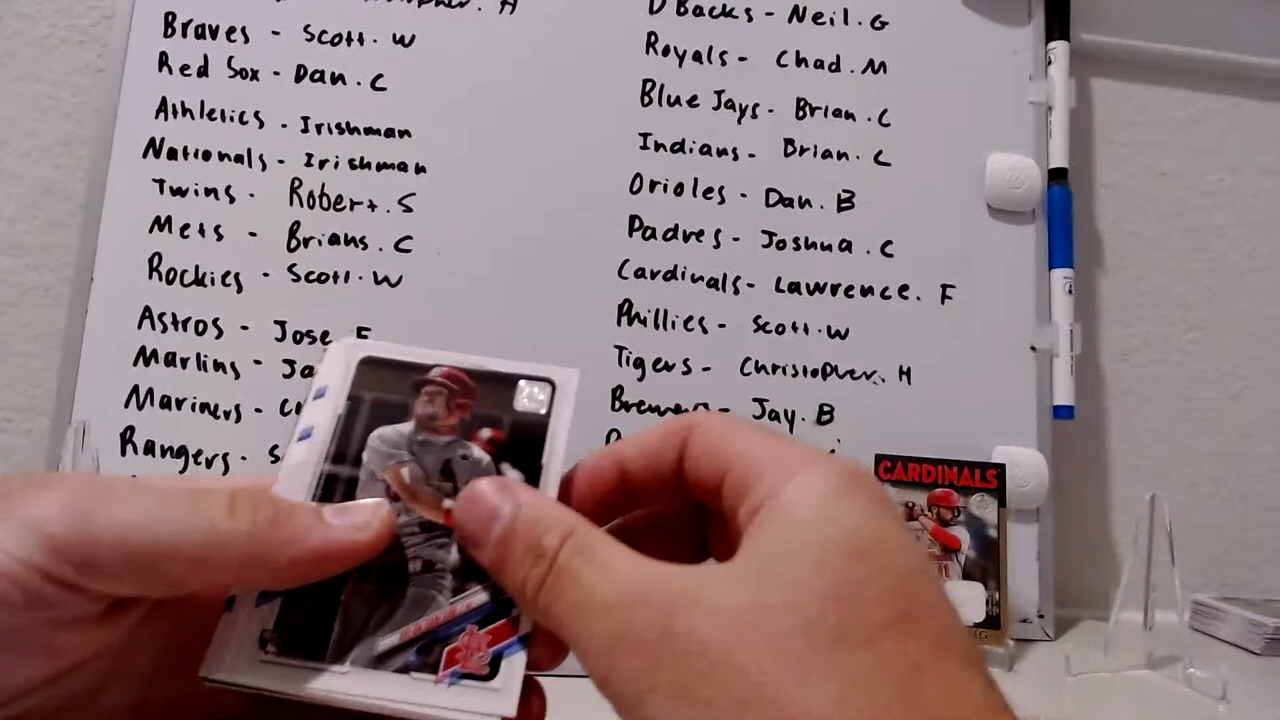 Braves - Scott. W
Red Sox - Dan. C
Athletics - Irishman
Nationals - Irishman
Twins - Robert. S
Mets - Brians. C
Rockies - Scott. W
Astros - Jose F
Marlins - Ja
Mariners -
Rangers - S
H
D Backs - Neil. G
Royals - Chad. M
Blue Jays - Brian. C
Indians - Brian. C
Orioles - Dan. B
Padres - Joshua. C
Cardinals - Lawrence. F
Phillies - Scott. W
Tigers - Christopher. H
Brewers - Jay. B
CARDINALS